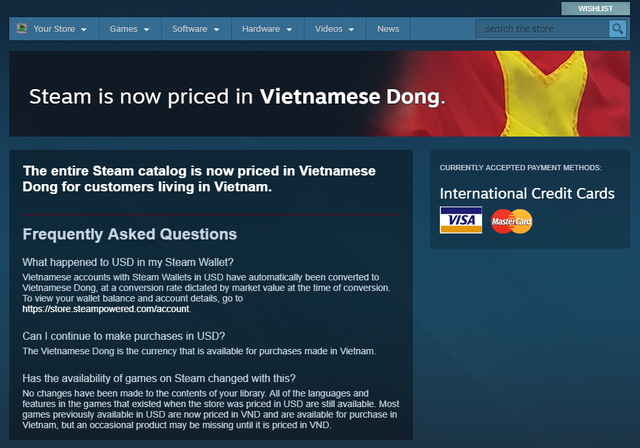 WISHLIST
Your Store
Games
Software
Hardware
Videos
News
search the store
Steam is now priced in Vietnamese Dong.
The entire Steam catalog is now priced in Vietnamese
Dong for customers living in Vietnam.
CURRENTLY ACCEPTED PAYMENT METHODS:
International Credit Cards
VISA
MasterCard
Frequently Asked Questions
What happened to USD in my Steam Wallet?
Vietnamese accounts with Steam Wallets in USD have automatically been converted to
Vietnamese Dong, at a conversion rate dictated by market value at the time of conversion.
To view your wallet balance and account details, go to
https://store.steampowered.com/account.
Can I continue to make purchases in USD?
The Vietnamese Dong is the currency that is available for purchases made in Vietnam.
Has the availability of games on Steam changed with this?
No changes have been made to the contents of your library. All of the languages and
features in the games that existed when the store was priced in USD are still available. Most
games previously available in USD are now priced in VND and are available for purchase in
Vietnam, but an occasional product may be missing until it is priced in VND.